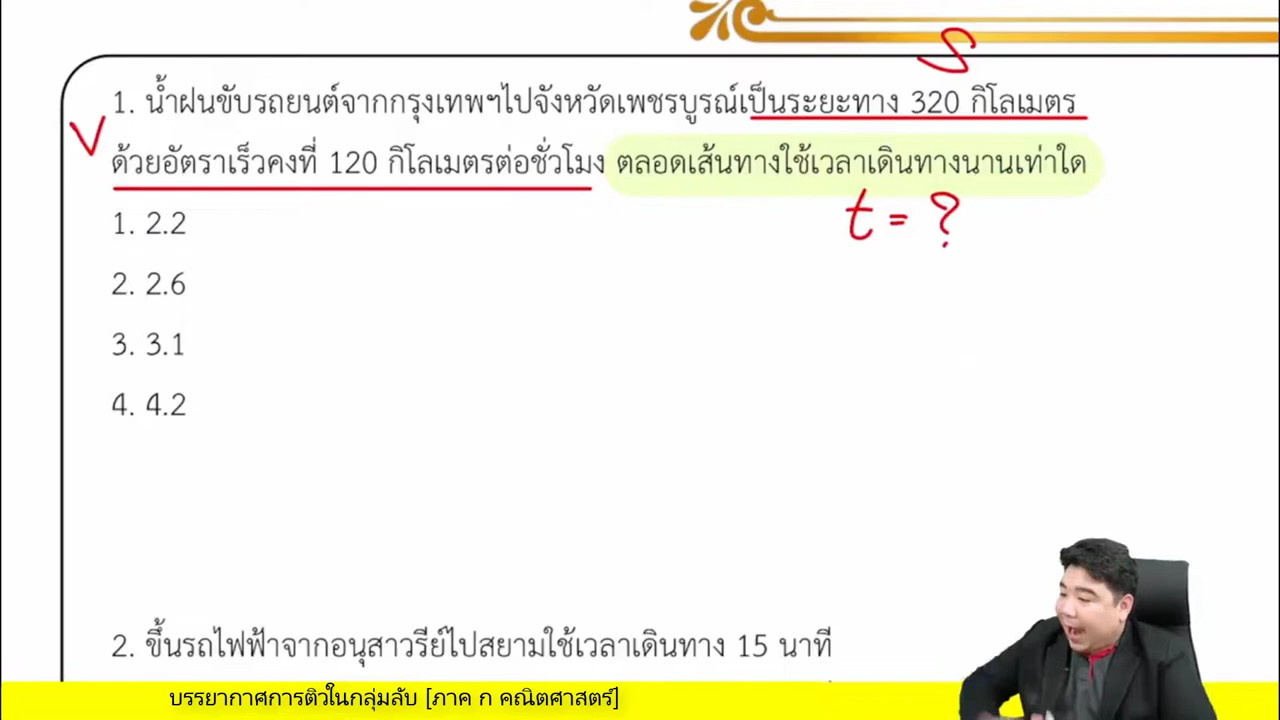 S
1. น้ำฝนขับรถยนต์จากกรุงเทพฯไปจังหวัดเพชรบูรณ์เป็นระยะทาง 320 กิโลเมตร
V
ด้วยอัตราเร็วคงที่ 120 กิโลเมตรต่อชั่วโมง ตลอดเส้นทางใช้เวลาเดินทางนานเท่าใด
t = ?
1. 2.2
2. 2.6
3. 3.1
4. 4.2
2. ขึ้นรถไฟฟ้าจากอนุสาวรีย์ไปสยามใช้เวลาเดินทาง 15 นาที
บรรยากาศการติวในกลุ่มลับ [ภาค ก คณิตศาสตร์]